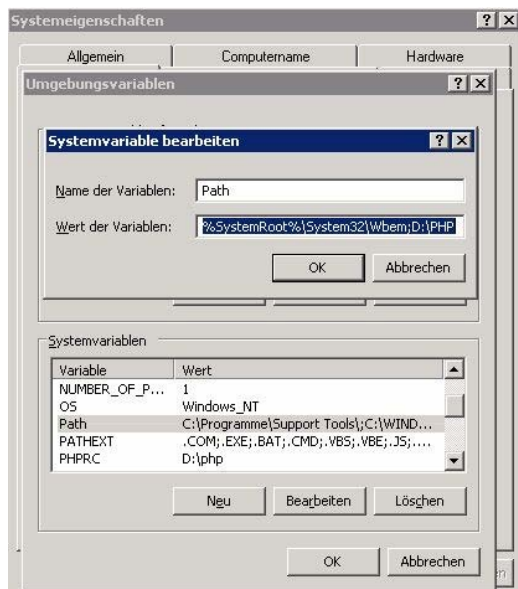 Systemeigenschaften
Allgemein Computername Hardware
Umgebungsvariablen
Systemvariable bearbeiten
Name der Variablen: Path
Wert der Variablen: %SystemRoot%\System32\Wbem;D:\PHP
OK Abbrechen
Systemvariablen
Variable Wert
NUMBER_OF_P... 1
OS Windows_NT
Path C:\Programme\Support Tools\;C:\WIND...
PATHEXT .COM;.EXE;.BAT;.CMD;.VBS;.VBE;.JS;....
PHPRC D:\php
Neu Bearbeiten Löschen
OK Abbrechen